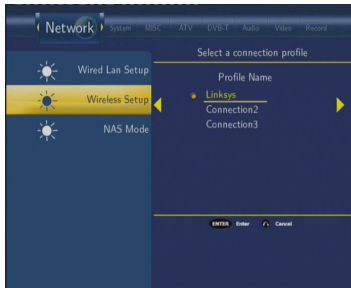 Network System MISC ATV DVB-T Audio Video Record
Select a connection profile
Wired Lan Setup
Wireless Setup
NAS Mode
Profile Name
Linksys
Connection2
Connection3
ENTER Enter Cancel